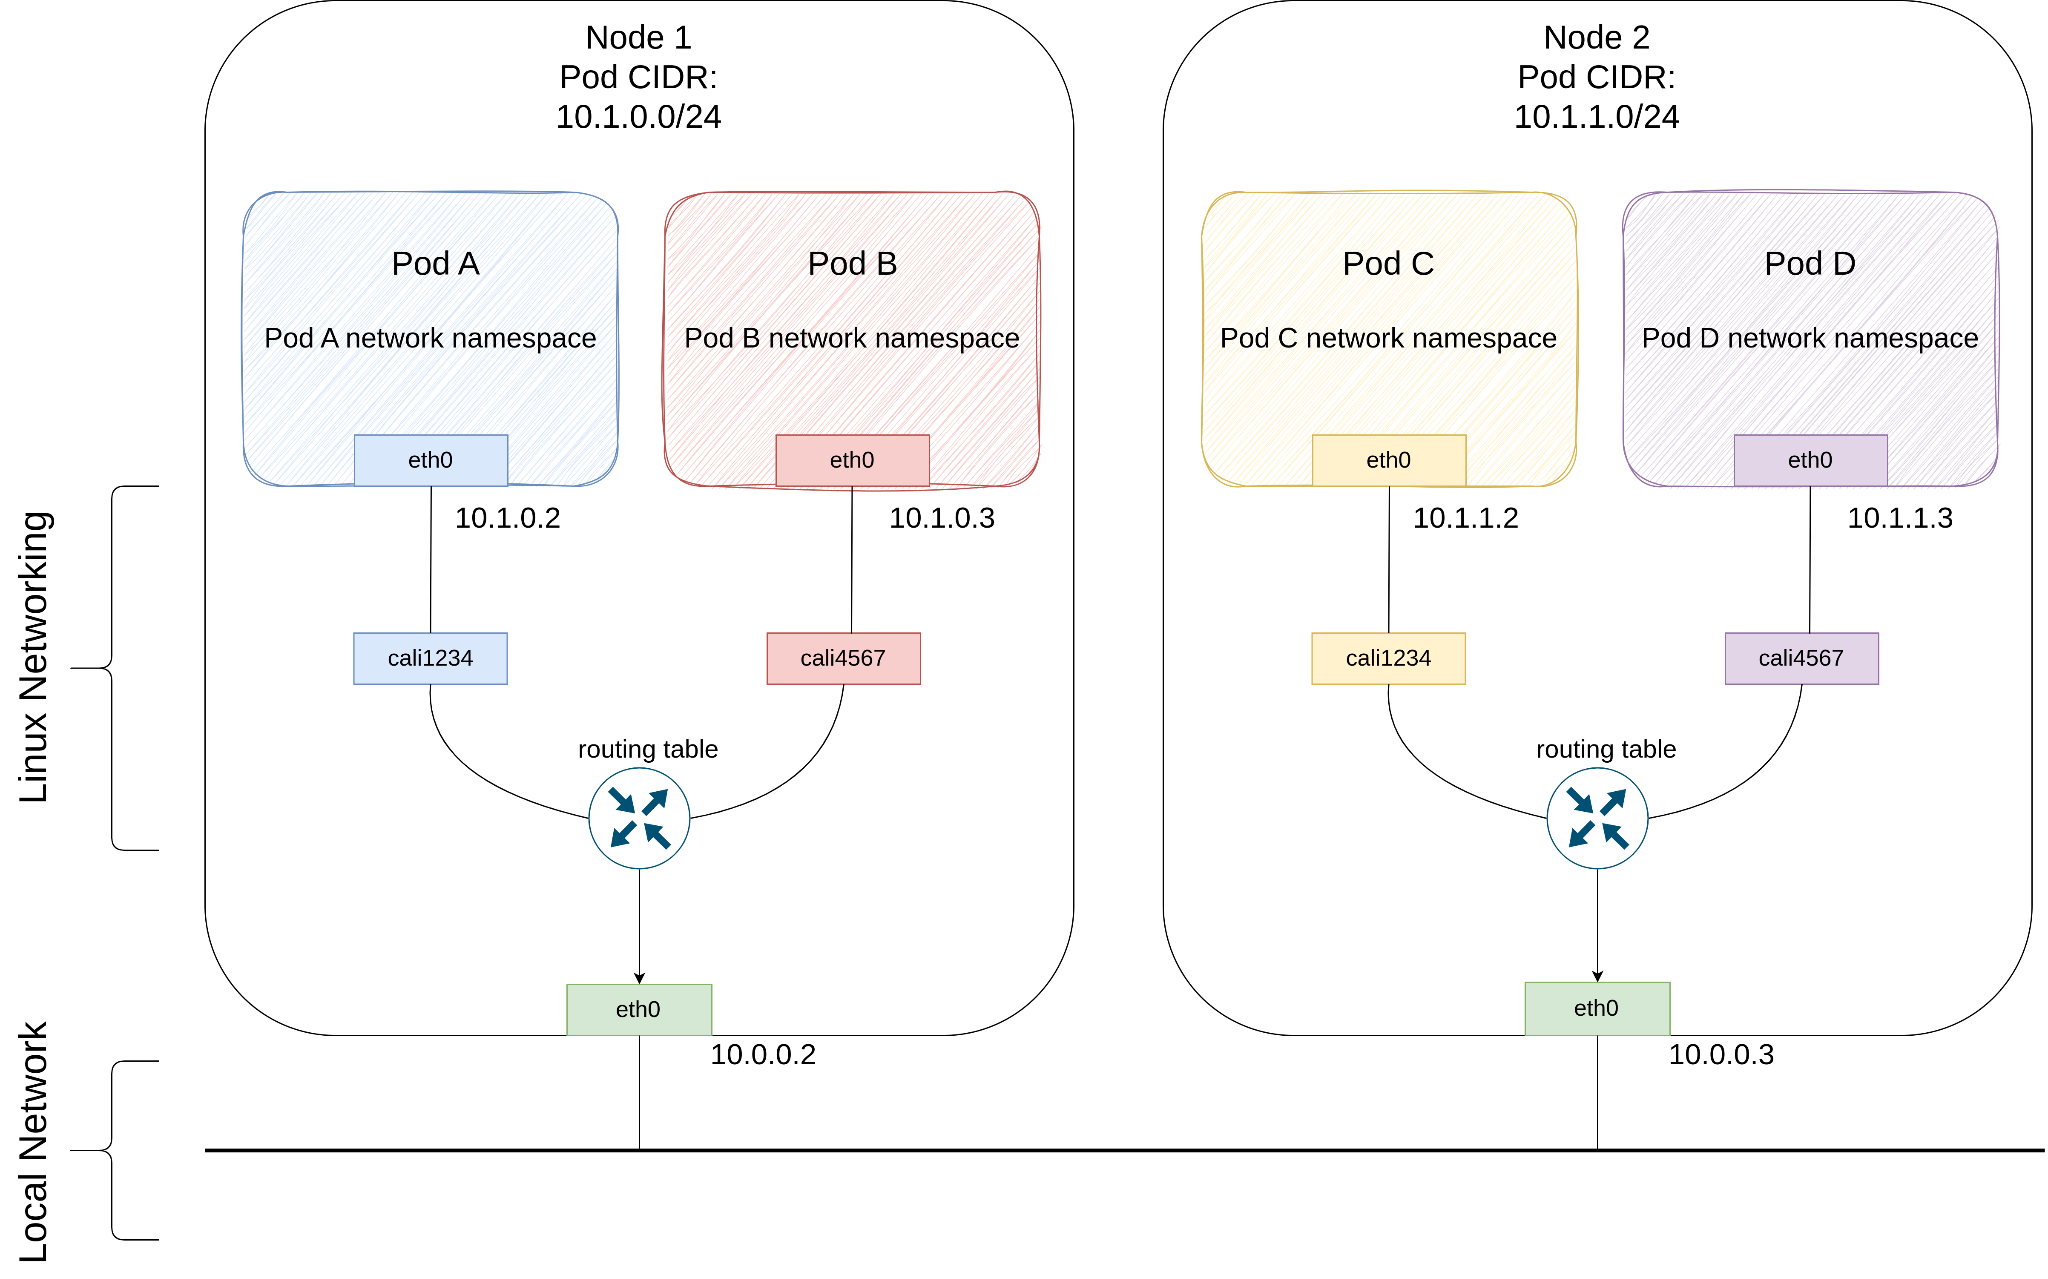 Node 1
Pod CIDR:
10.1.0.0/24
Node 2
Pod CIDR:
10.1.1.0/24
Pod A
Pod A network namespace
eth0
10.1.0.2
Pod B
Pod B network namespace
eth0
10.1.0.3
Pod C
Pod C network namespace
eth0
10.1.1.2
Pod D
Pod D network namespace
eth0
10.1.1.3
Linux Networking
cali1234
cali4567
cali1234
cali4567
routing table
routing table
eth0
10.0.0.2
eth0
10.0.0.3
Local Network